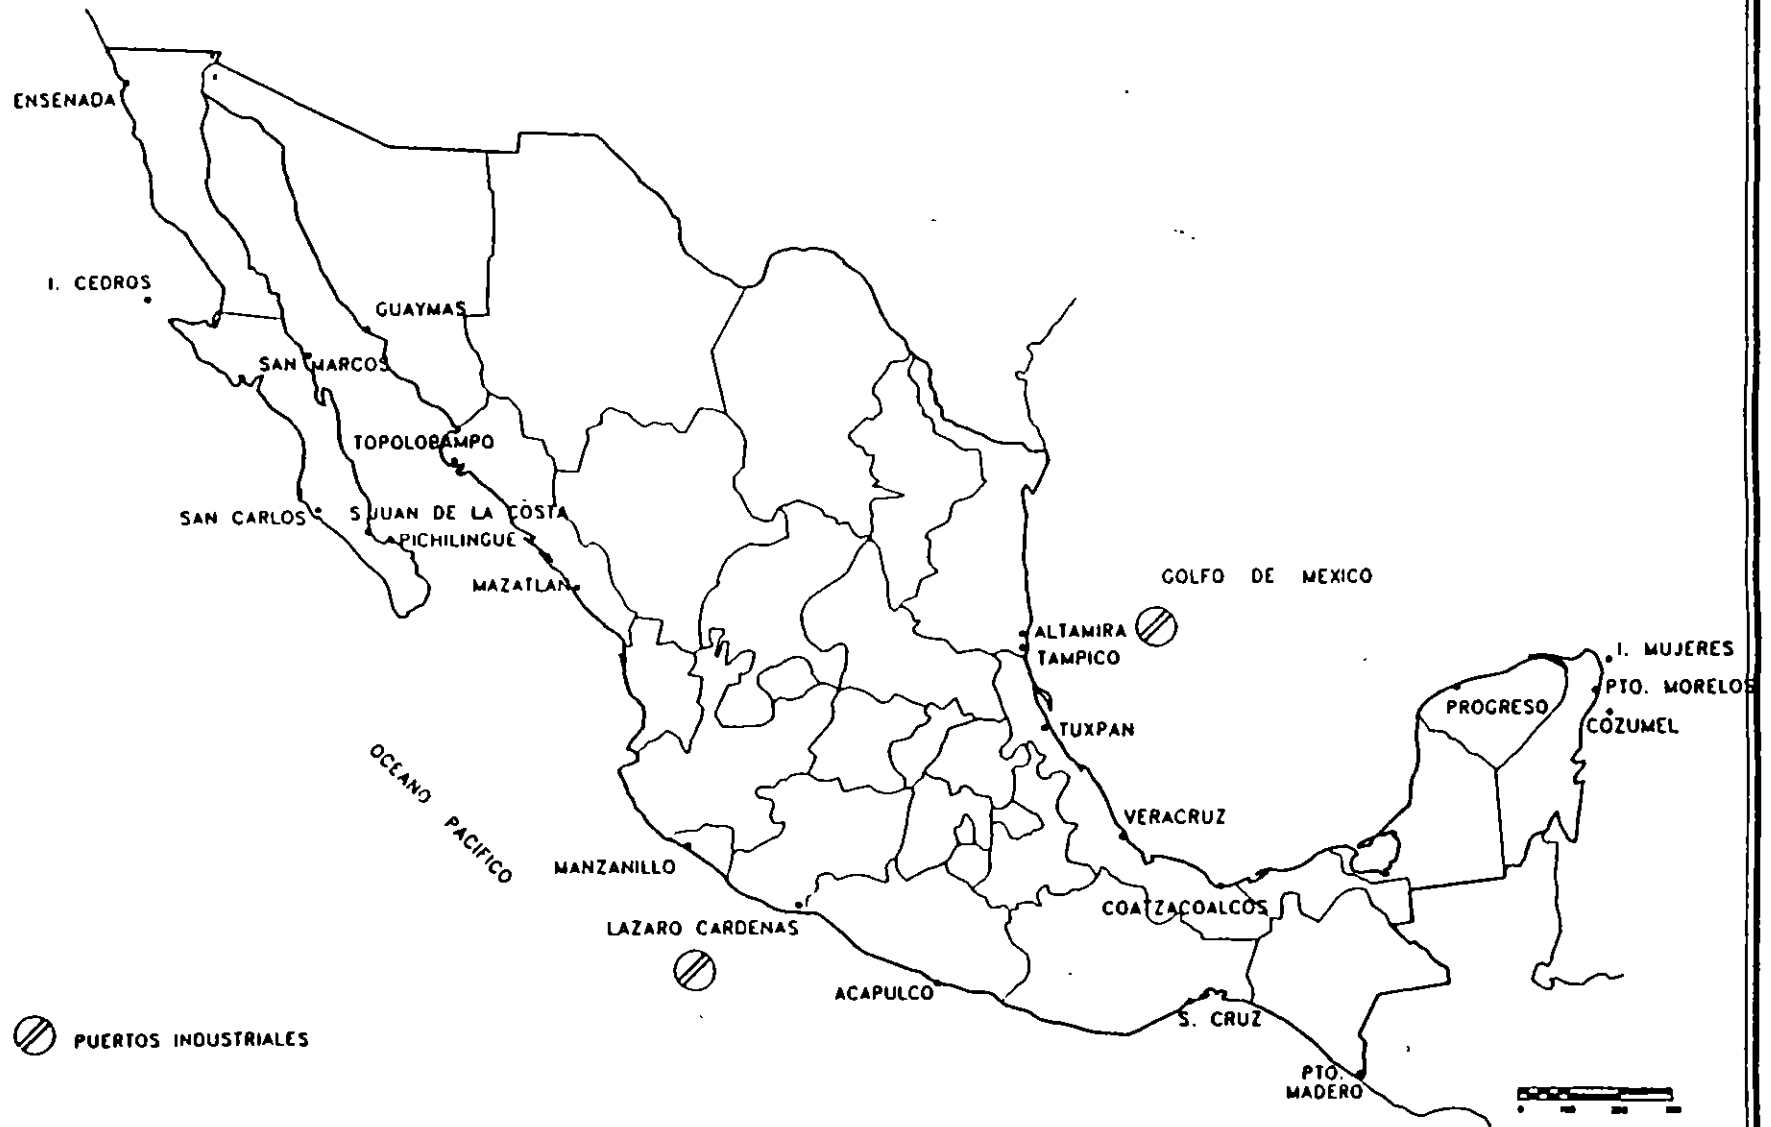 ENSENADA
I. CEDROS
GUAYMAS
SAN MARCOS
TOPOLOBAMPO
SAN CARLOS
S JUAN DE LA COSTA
PICHILINGUE
MAZATLAN
GOLFO DE MEXICO
ALTAMIRA
TAMPICO
I. MUJERES
PTO. MORELOS
PROGRESO
COZUMEL
TUXPAN
OCEANO PACIFICO
VERACRUZ
MANZANILLO
COATZACOALCOS
LAZARO CARDENAS
ACAPULCO
S. CRUZ
PUERTOS INDUSTRIALES
PTO.
MADERO
0